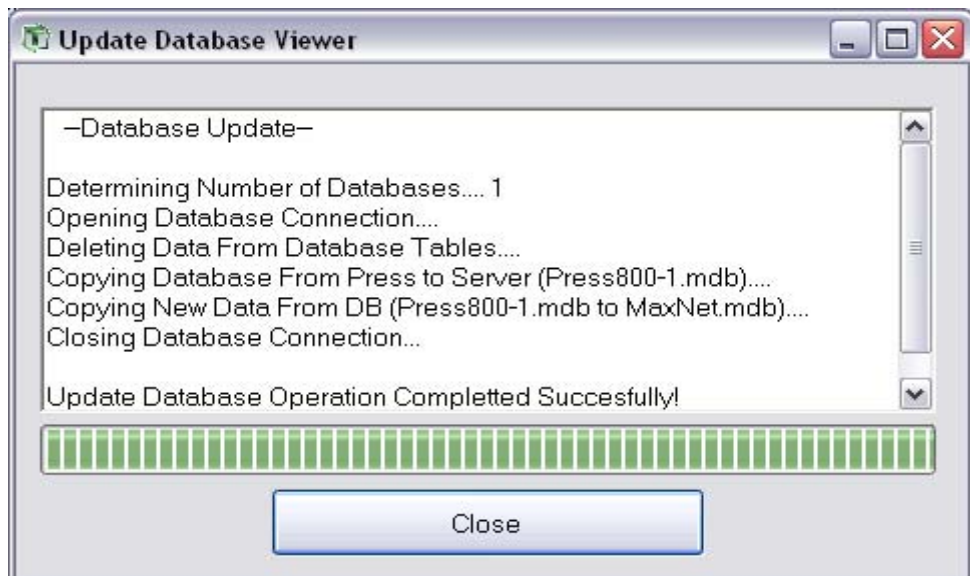 Update Database Viewer
–Database Update–
Determining Number of Databases.... 1
Opening Database Connection....
Deleting Data From Database Tables....
Copying Database From Press to Server (Press800-1.mdb)....
Copying New Data From DB (Press800-1.mdb to MaxNet.mdb)....
Closing Database Connection...
Update Database Operation Completted Succesfully!
Close